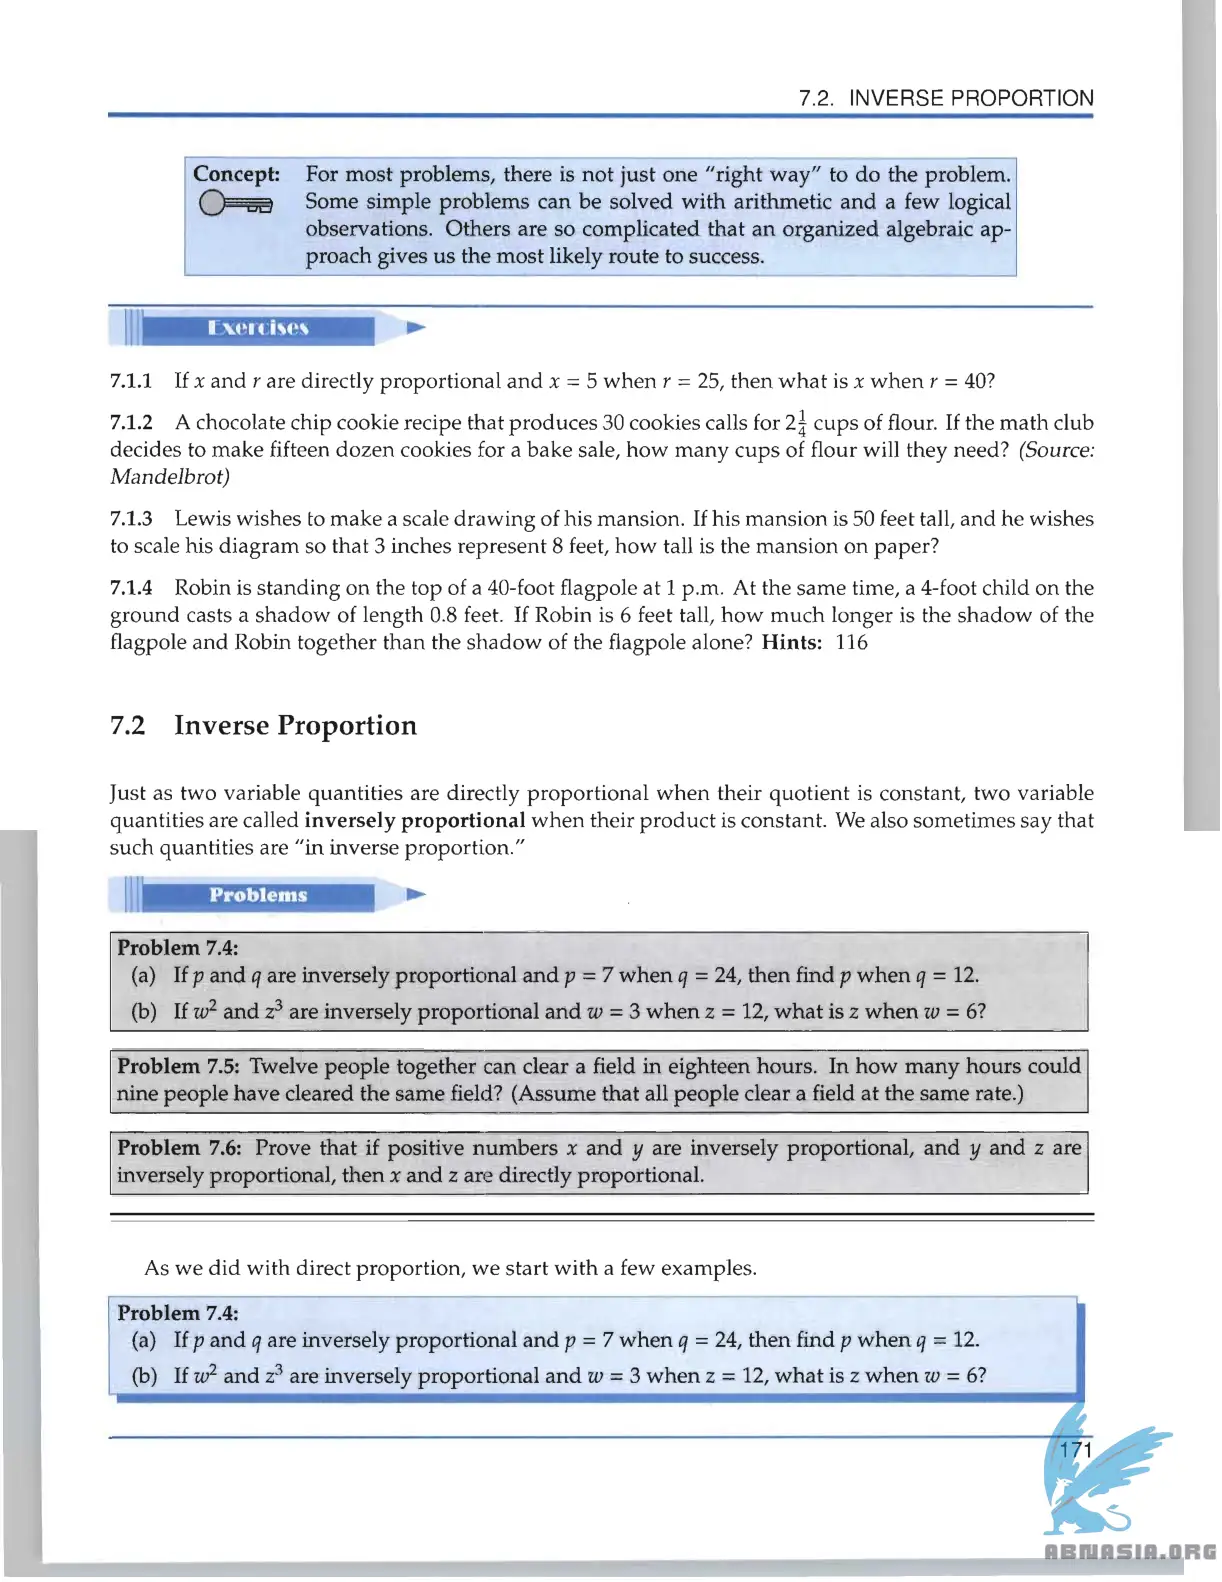 7.2. INVERSE PROPORTION
Concept: For most problems, there is not just one "right way" to do the problem.
Some simple problems can be solved with arithmetic and a few logical
observations. Others are so complicated that an organized algebraic ap-
proach gives us the most likely route to success.
Exercises
7.1.1 If x and r are directly proportional and x = 5 when r = 25, then what is x when r = 40?
7.1.2 A chocolate chip cookie recipe that produces 30 cookies calls for 2¼ cups of flour. If the math club
decides to make fifteen dozen cookies for a bake sale, how many cups of flour will they need? (Source:
Mandelbrot)
7.1.3 Lewis wishes to make a scale drawing of his mansion. If his mansion is 50 feet tall, and he wishes
to scale his diagram so that 3 inches represent 8 feet, how tall is the mansion on paper?
7.1.4 Robin is standing on the top of a 40-foot flagpole at 1 p.m. At the same time, a 4-foot child on the
ground casts a shadow of length 0.8 feet. If Robin is 6 feet tall, how much longer is the shadow of the
flagpole and Robin together than the shadow of the flagpole alone? Hints: 116
7.2 Inverse Proportion
Just as two variable quantities are directly proportional when their quotient is constant, two variable
quantities are called inversely proportional when their product is constant. We also sometimes say that
such quantities are "in inverse proportion."
Problems
Problem 7.4:
(a) If p and q are inversely proportional and p = 7 when q = 24, then find p when q = 12.
(b) If w² and z³ are inversely proportional and w = 3 when z = 12, what is z when w = 6?
Problem 7.5: Twelve people together can clear a field in eighteen hours. In how many hours could
nine people have cleared the same field? (Assume that all people clear a field at the same rate.)
Problem 7.6: Prove that if positive numbers x and y are inversely proportional, and y and z are
inversely proportional, then x and z are directly proportional.
As we did with direct proportion, we start with a few examples.
Problem 7.4:
(a) If p and q are inversely proportional and p = 7 when q = 24, then find p when q = 12.
(b) If w² and z³ are inversely proportional and w = 3 when z = 12, what is z when w = 6?
171
ABNASIA.ORG